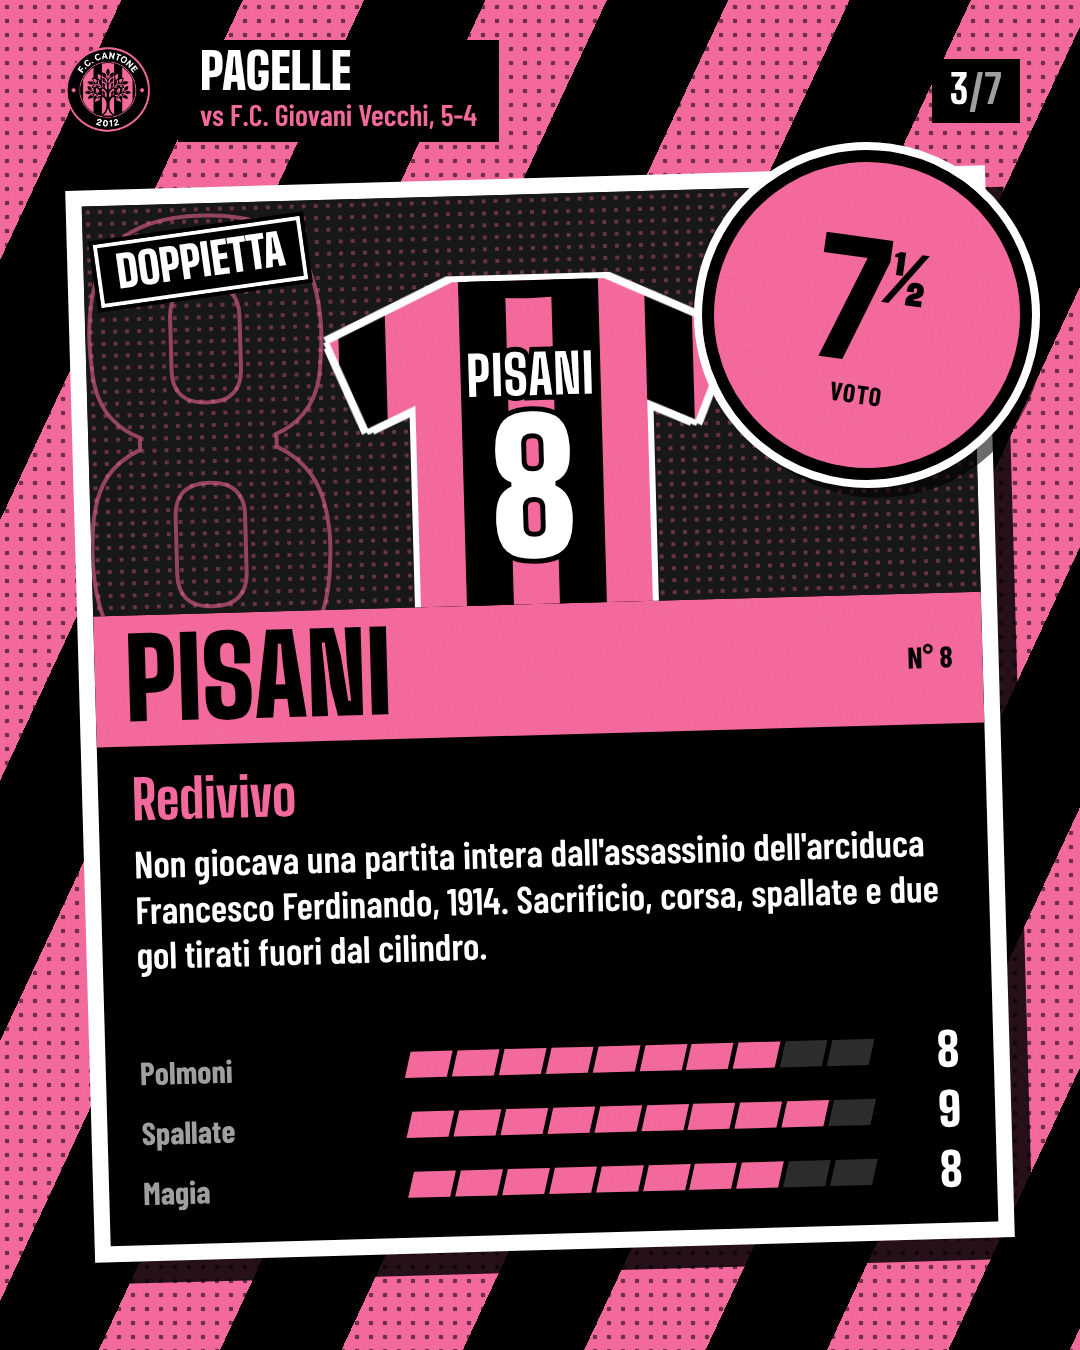 F.C. CANTONE
2012
PAGELLE
vs F.C. Giovani Vecchi, 5-4
3/7
DOPPIETTA
8
PISANI
8
7½
VOTO
PISANI
N° 8
Redivivo
Non giocava una partita intera dall'assassinio dell'arciduca
Francesco Ferdinando, 1914. Sacrificio, corsa, spallate e due
gol tirati fuori dal cilindro.
Polmoni 8
Spallate 9
Magia 8